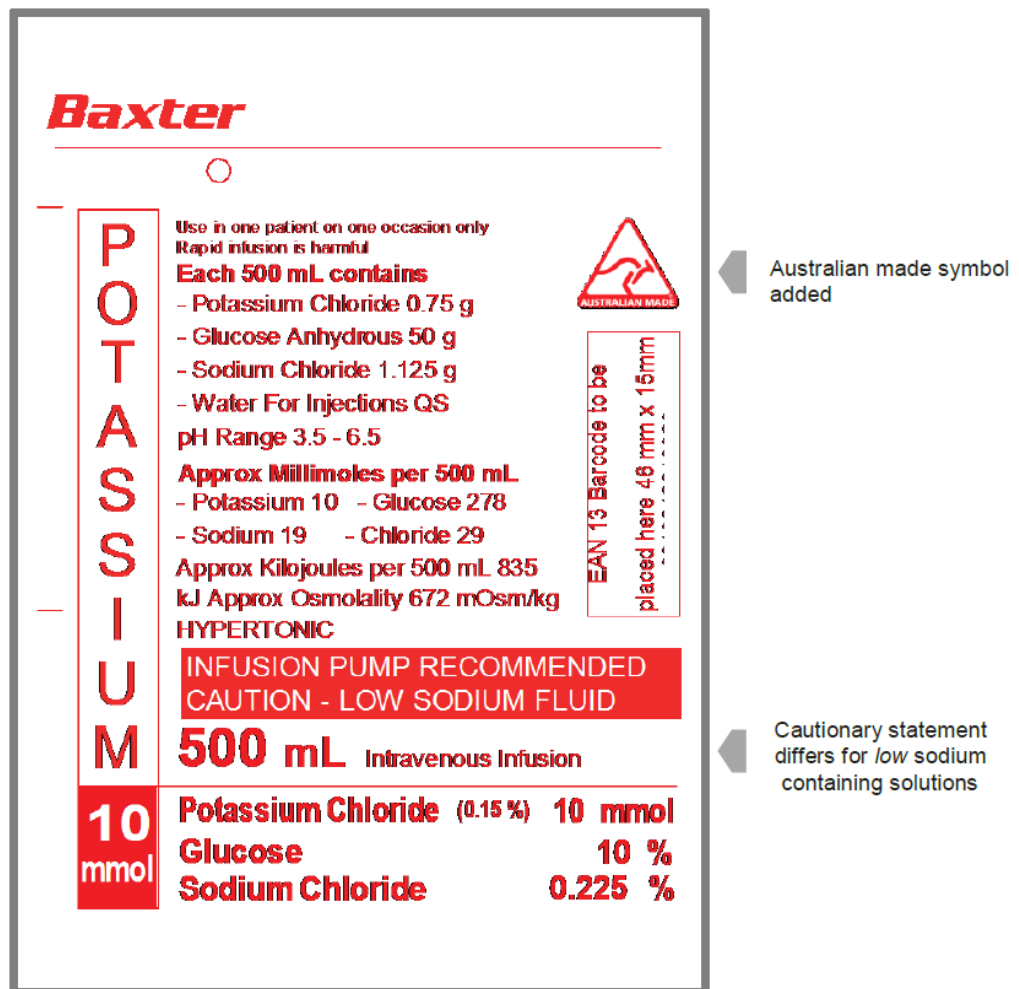 Baxter
POTASSIUM
10
mmol
Use in one patient on one occasion only
Rapid infusion is harmful
Each 500 mL contains
- Potassium Chloride 0.75 g
- Glucose Anhydrous 50 g
- Sodium Chloride 1.125 g
- Water For Injections QS
pH Range 3.5 - 6.5
Approx Millimoles per 500 mL
- Potassium 10 - Glucose 278
- Sodium 19 - Chloride 29
Approx Kilojoules per 500 mL 835
kJ Approx Osmolality 672 mOsm/kg
HYPERTONIC
INFUSION PUMP RECOMMENDED
CAUTION - LOW SODIUM FLUID
500 mL Intravenous Infusion
Potassium Chloride (0.15 %) 10 mmol
Glucose 10 %
Sodium Chloride 0.225 %
AUSTRALIAN MADE
EAN 13 Barcode to be
placed here 46 mm x 15mm
Australian made symbol
added
Cautionary statement
differs for low sodium
containing solutions